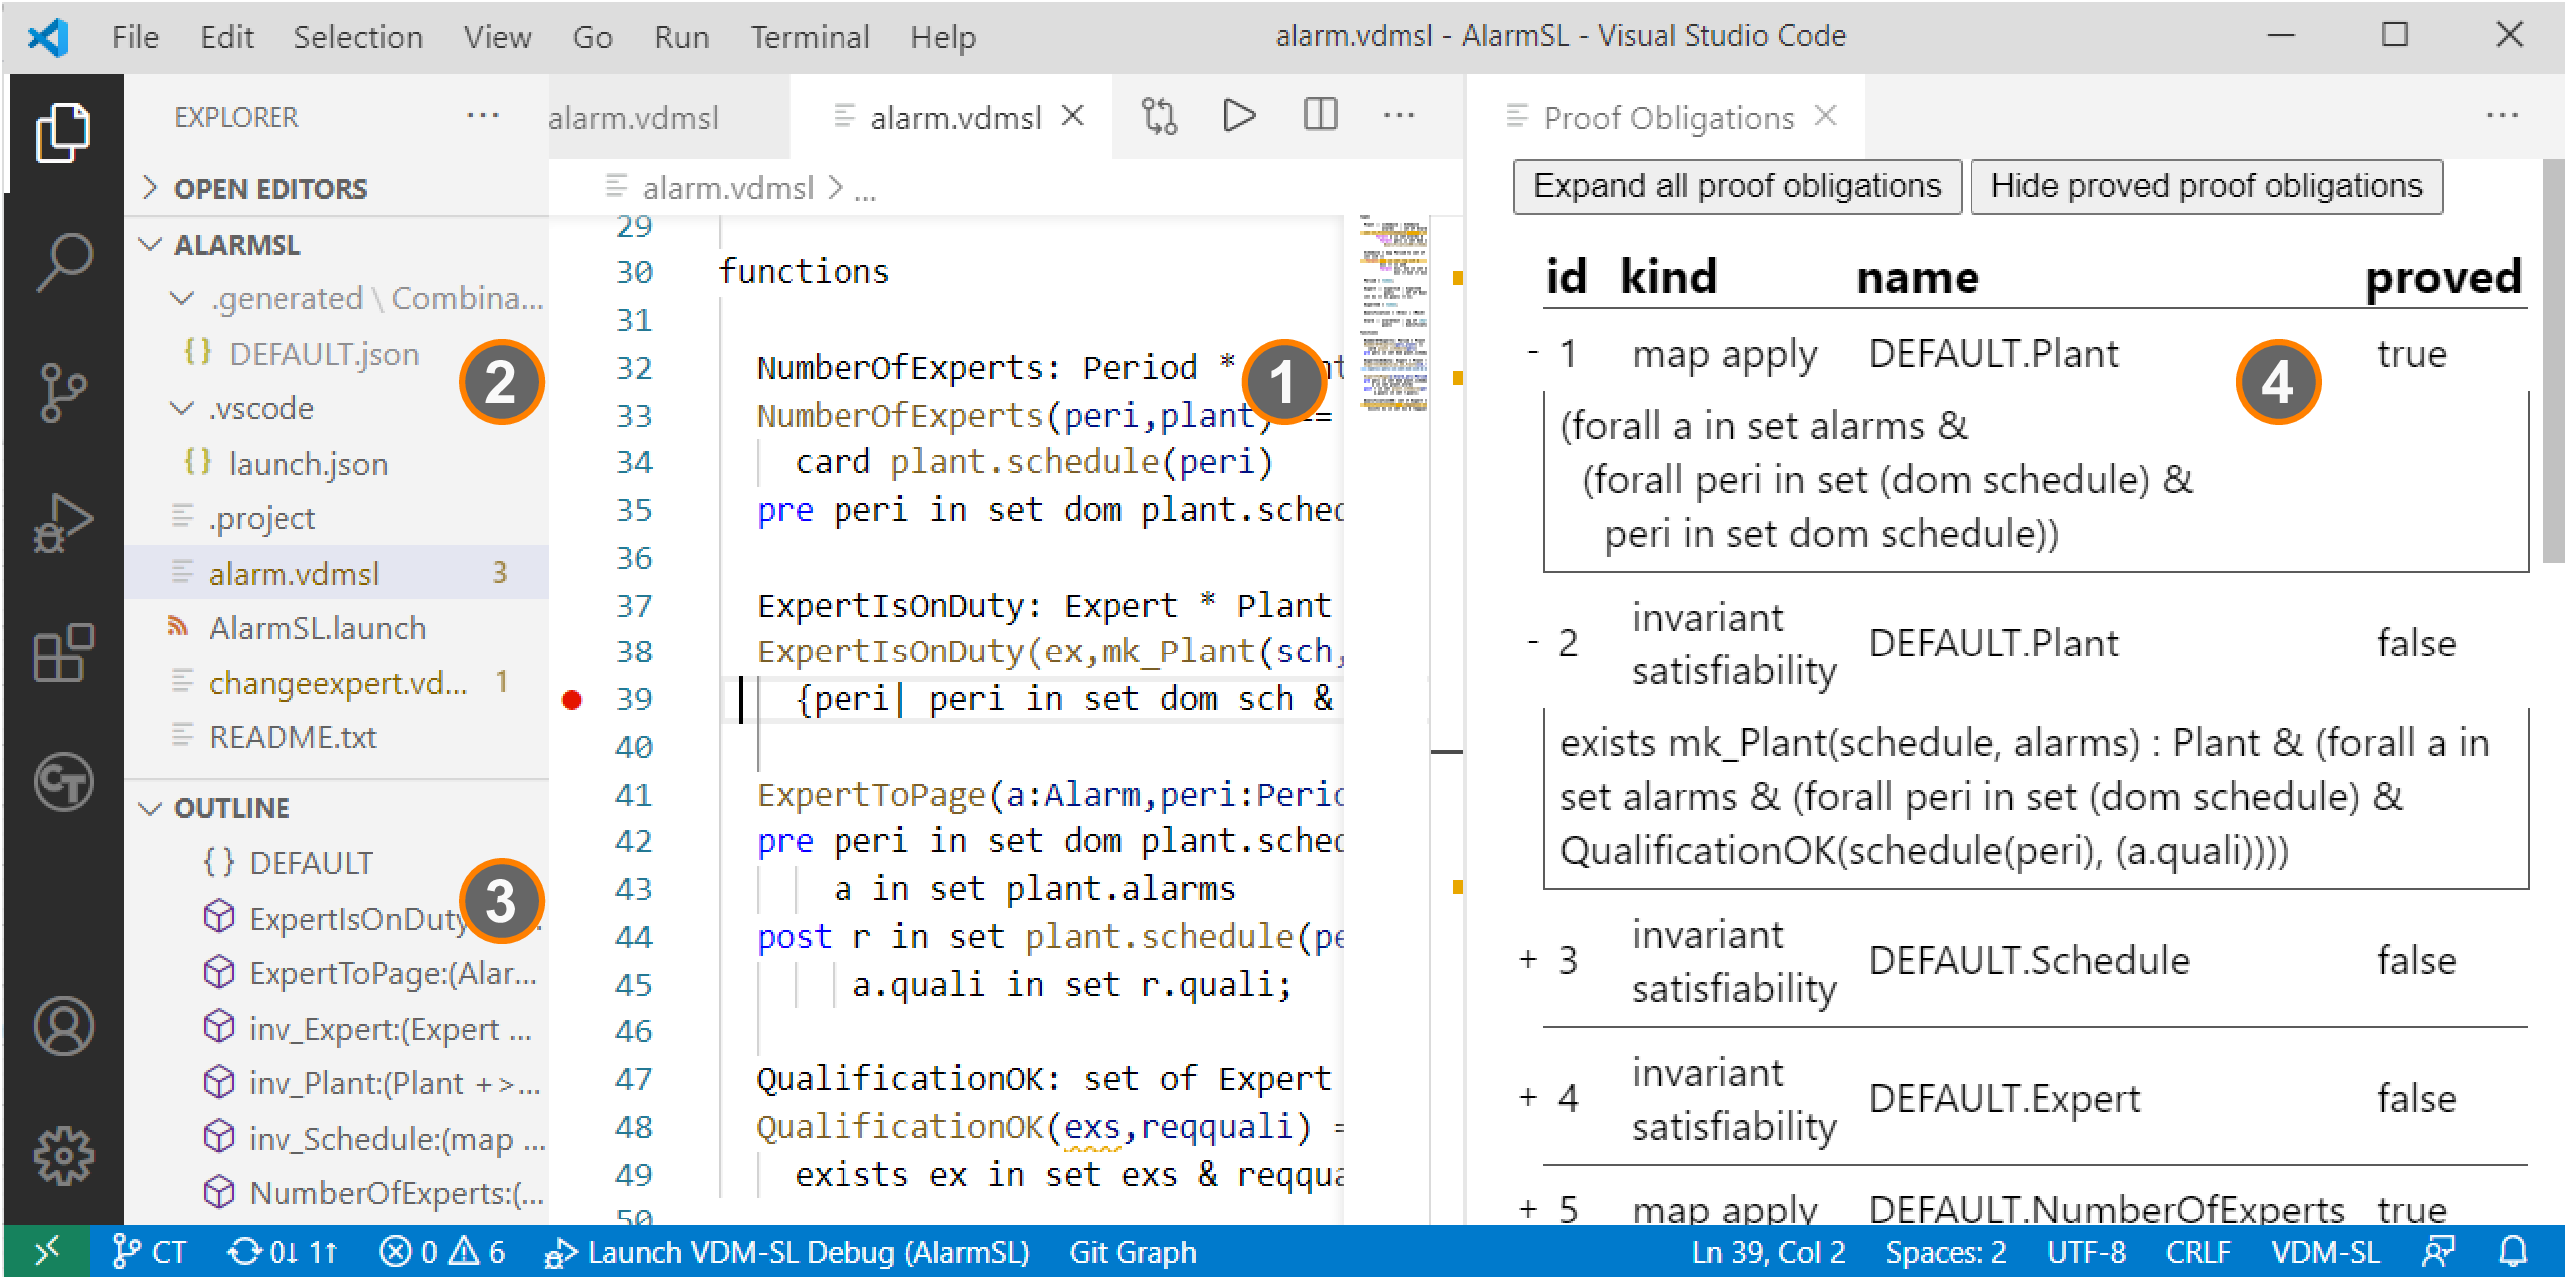 File Edit Selection View Go Run Terminal Help
alarm.vdmsl - AlarmSL - Visual Studio Code
EXPLORER
OPEN EDITORS
ALARMSL
.generated \ Combina...
{} DEFAULT.json
.vscode
{} launch.json
.project
alarm.vdmsl 3
AlarmSL.launch
changeexpert.vd... 1
README.txt
2
OUTLINE
{} DEFAULT
ExpertIsOnDuty
ExpertToPage:(Alar...
inv_Expert:(Expert ...
inv_Plant:(Plant +>...
inv_Schedule:(map ...
NumberOfExperts:(...
3
CT
alarm.vdmsl
alarm.vdmsl
alarm.vdmsl > ...
29
30 functions
31
32 NumberOfExperts: Period *
33 NumberOfExperts(peri,plant) ==
34 card plant.schedule(peri)
35 pre peri in set dom plant.sched
36
37 ExpertIsOnDuty: Expert * Plant
38 ExpertIsOnDuty(ex,mk_Plant(sch,
39 {peri| peri in set dom sch &
40
41 ExpertToPage(a:Alarm,peri:Peric
42 pre peri in set dom plant.sched
43 a in set plant.alarms
44 post r in set plant.schedule(pe
45 a.quali in set r.quali;
46
47 QualificationOK: set of Expert
48 QualificationOK(exs,reqquali) =
49 exists ex in set exs & reqqua
50
1
Proof Obligations
Expand all proof obligations
Hide proved proof obligations
id kind name proved
- 1 map apply DEFAULT.Plant true
4
(forall a in set alarms &
(forall peri in set (dom schedule) &
peri in set dom schedule))
- 2 invariant satisfiability DEFAULT.Plant false
exists mk_Plant(schedule, alarms) : Plant & (forall a in
set alarms & (forall peri in set (dom schedule) &
QualificationOK(schedule(peri), (a.quali))))
+ 3 invariant satisfiability DEFAULT.Schedule false
+ 4 invariant satisfiability DEFAULT.Expert false
+ 5 map apply DEFAULT.NumberOfExperts true
CT 0↓ 1↑ 0 6 Launch VDM-SL Debug (AlarmSL) Git Graph
Ln 39, Col 2 Spaces: 2 UTF-8 CRLF VDM-SL